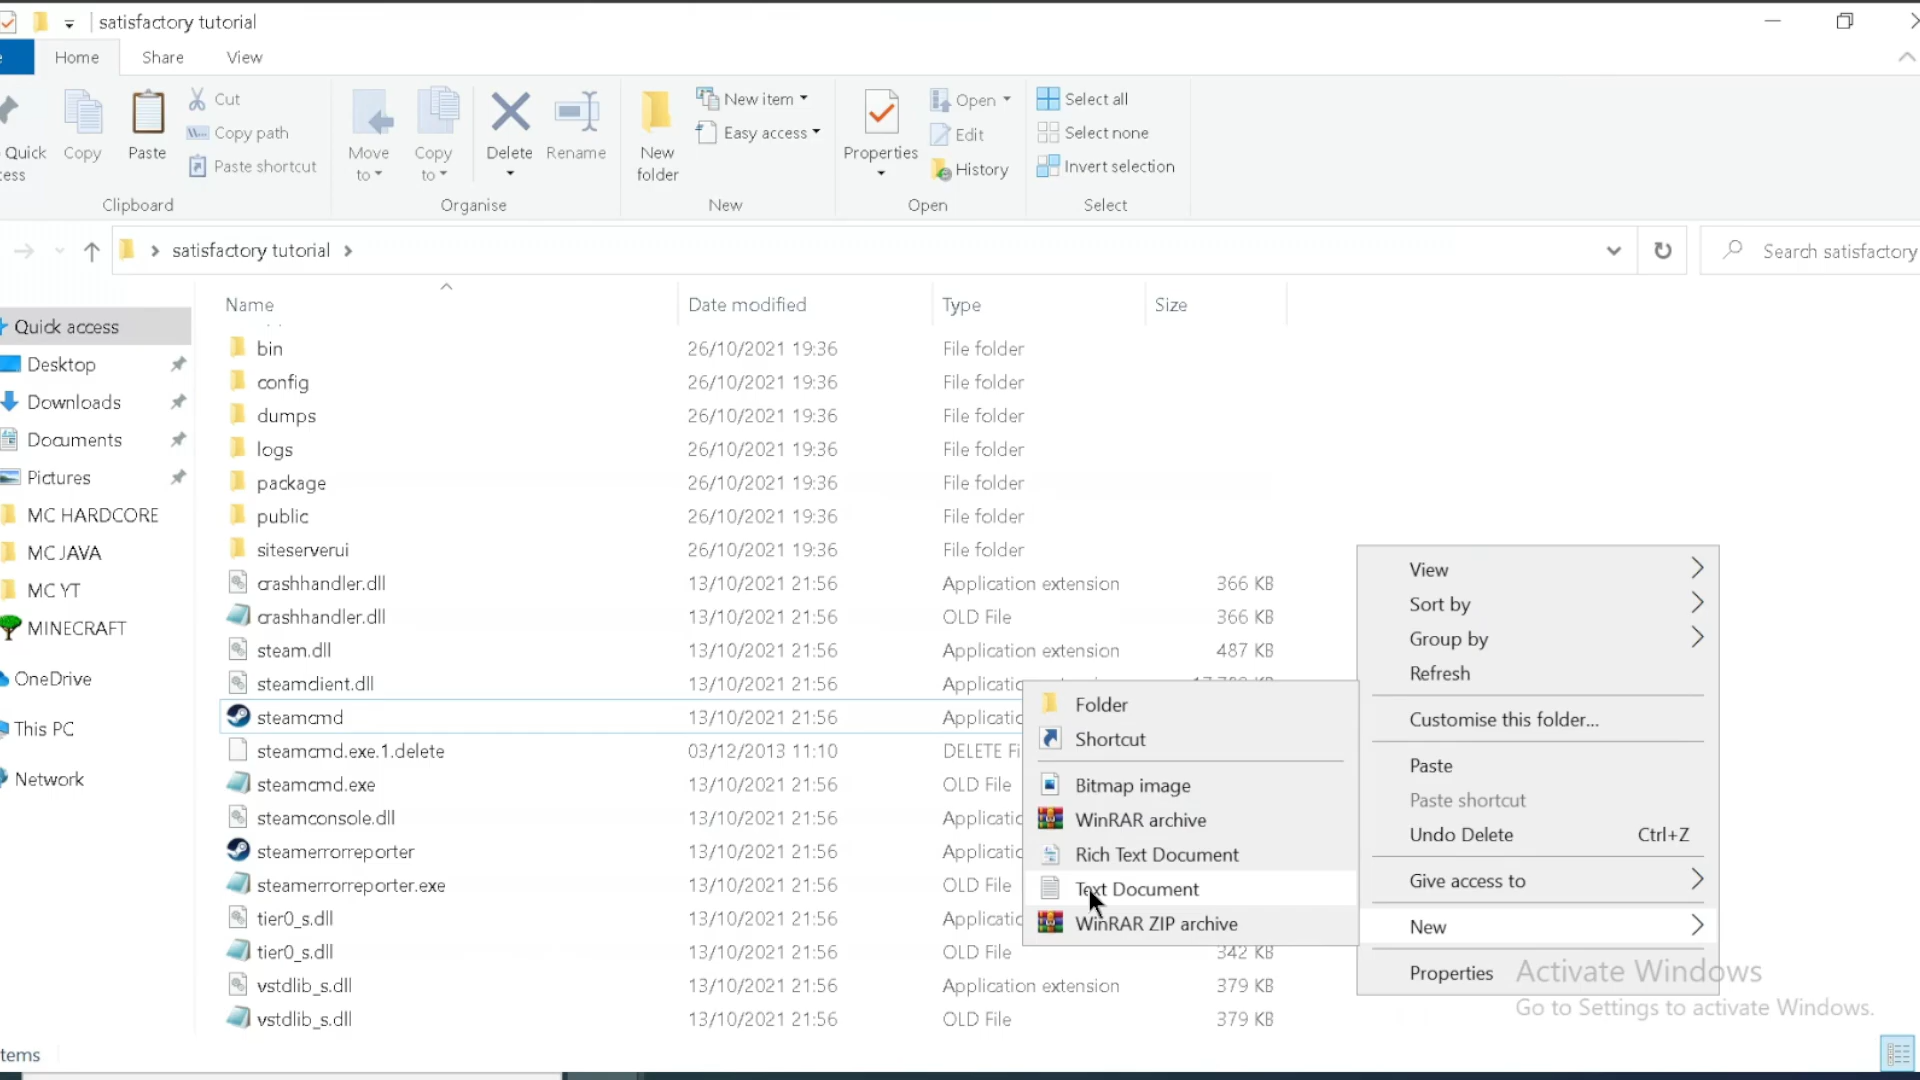 satisfactory tutorial
Home Share View
Quick
Copy
Paste
Cut
Copy path
Paste shortcut
Move to
Copy to
Delete
Rename
New folder
New item
Easy access
Properties
Open
Edit
History
Select all
Select none
Invert selection
Clipboard Organise New Open Select
satisfactory tutorial
Search satisfactory
Name Date modified Type Size
Quick access
Desktop
Downloads
Documents
Pictures
MC HARDCORE
MC JAVA
MC YT
MINECRAFT
OneDrive
This PC
Network
bin 26/10/2021 19:36 File folder
config 26/10/2021 19:36 File folder
dumps 26/10/2021 19:36 File folder
logs 26/10/2021 19:36 File folder
package 26/10/2021 19:36 File folder
public 26/10/2021 19:36 File folder
siteserverui 26/10/2021 19:36 File folder
crashhandler.dll 13/10/2021 21:56 Application extension 366 KB
crashhandler.dll 13/10/2021 21:56 OLD File 366 KB
steam.dll 13/10/2021 21:56 Application extension 487 KB
steamclient.dll 13/10/2021 21:56
steamcmd 13/10/2021 21:56
steamcmd.exe.1.delete 03/12/2013 11:10 DELETE Fi
steamcmd.exe 13/10/2021 21:56 OLD File
steamconsole.dll 13/10/2021 21:56
steamerrorreporter 13/10/2021 21:56
steamerrorreporter.exe 13/10/2021 21:56 OLD File
tier0_s.dll 13/10/2021 21:56
tier0_s.dll 13/10/2021 21:56 OLD File 342 KB
vstdlib_s.dll 13/10/2021 21:56 Application extension 379 KB
vstdlib_s.dll 13/10/2021 21:56 OLD File 379 KB
Folder
Shortcut
Bitmap image
WinRAR archive
Rich Text Document
Text Document
WinRAR ZIP archive
View
Sort by
Group by
Refresh
Customise this folder...
Paste
Paste shortcut
Undo Delete Ctrl+Z
Give access to
New
Properties
Activate Windows
Go to Settings to activate Windows.